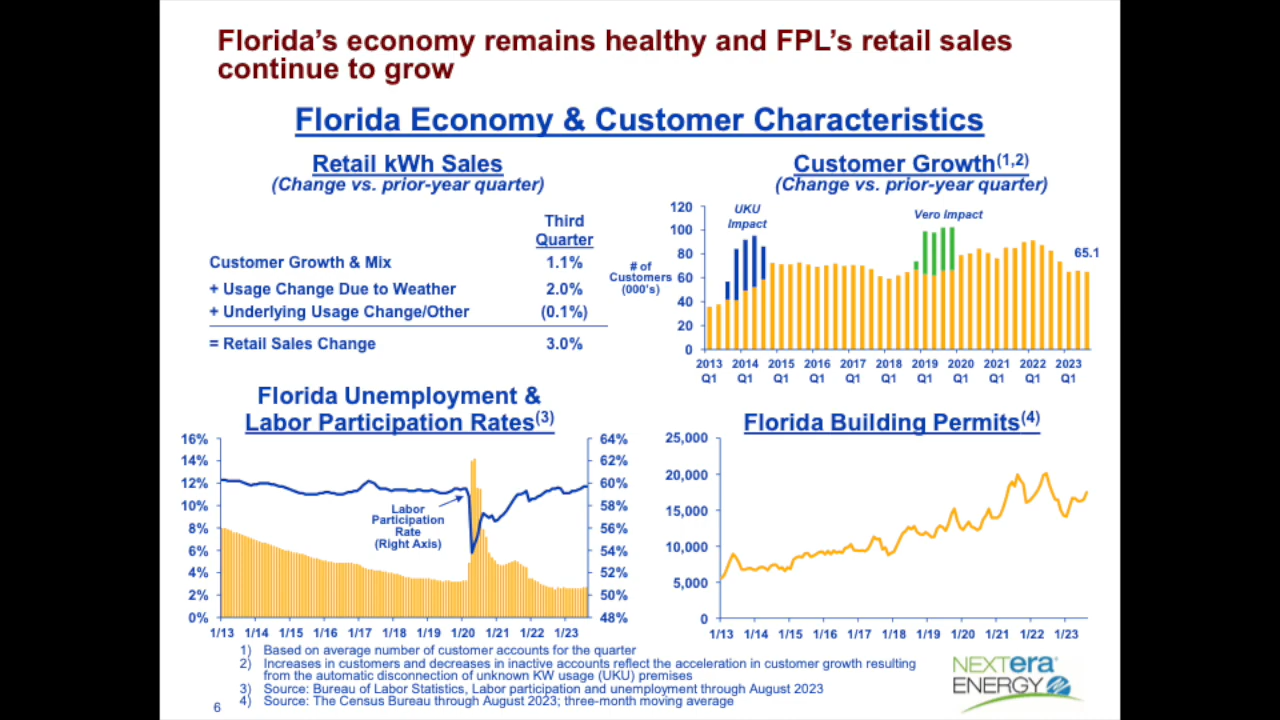 Florida's economy remains healthy and FPL's retail sales
continue to grow
Florida Economy & Customer Characteristics
Retail kWh Sales
(Change vs. prior-year quarter)
Third
Quarter
Customer Growth & Mix 1.1%
+ Usage Change Due to Weather 2.0%
+ Underlying Usage Change/Other (0.1%)
= Retail Sales Change 3.0%
Customer Growth(1,2)
(Change vs. prior-year quarter)
120
100
80
60
40
20
0
# of
Customers
(000's)
UKU
Impact
Vero Impact
65.1
2013 2014 2015 2016 2017 2018 2019 2020 2021 2022 2023
Q1 Q1 Q1 Q1 Q1 Q1 Q1 Q1 Q1 Q1 Q1
Florida Unemployment &
Labor Participation Rates(3)
16%
14%
12%
10%
8%
6%
4%
2%
0%
Labor
Participation
Rate
(Right Axis)
64%
62%
60%
58%
56%
54%
52%
50%
48%
1/13 1/14 1/15 1/16 1/17 1/18 1/19 1/20 1/21 1/22 1/23
Florida Building Permits(4)
25,000
20,000
15,000
10,000
5,000
0
1/13 1/14 1/15 1/16 1/17 1/18 1/19 1/20 1/21 1/22 1/23
1) Based on average number of customer accounts for the quarter
2) Increases in customers and decreases in inactive accounts reflect the acceleration in customer growth resulting
from the automatic disconnection of unknown KW usage (UKU) premises
3) Source: Bureau of Labor Statistics, Labor participation and unemployment through August 2023
4) Source: The Census Bureau through August 2023; three-month moving average
6
NEXTera
ENERGY